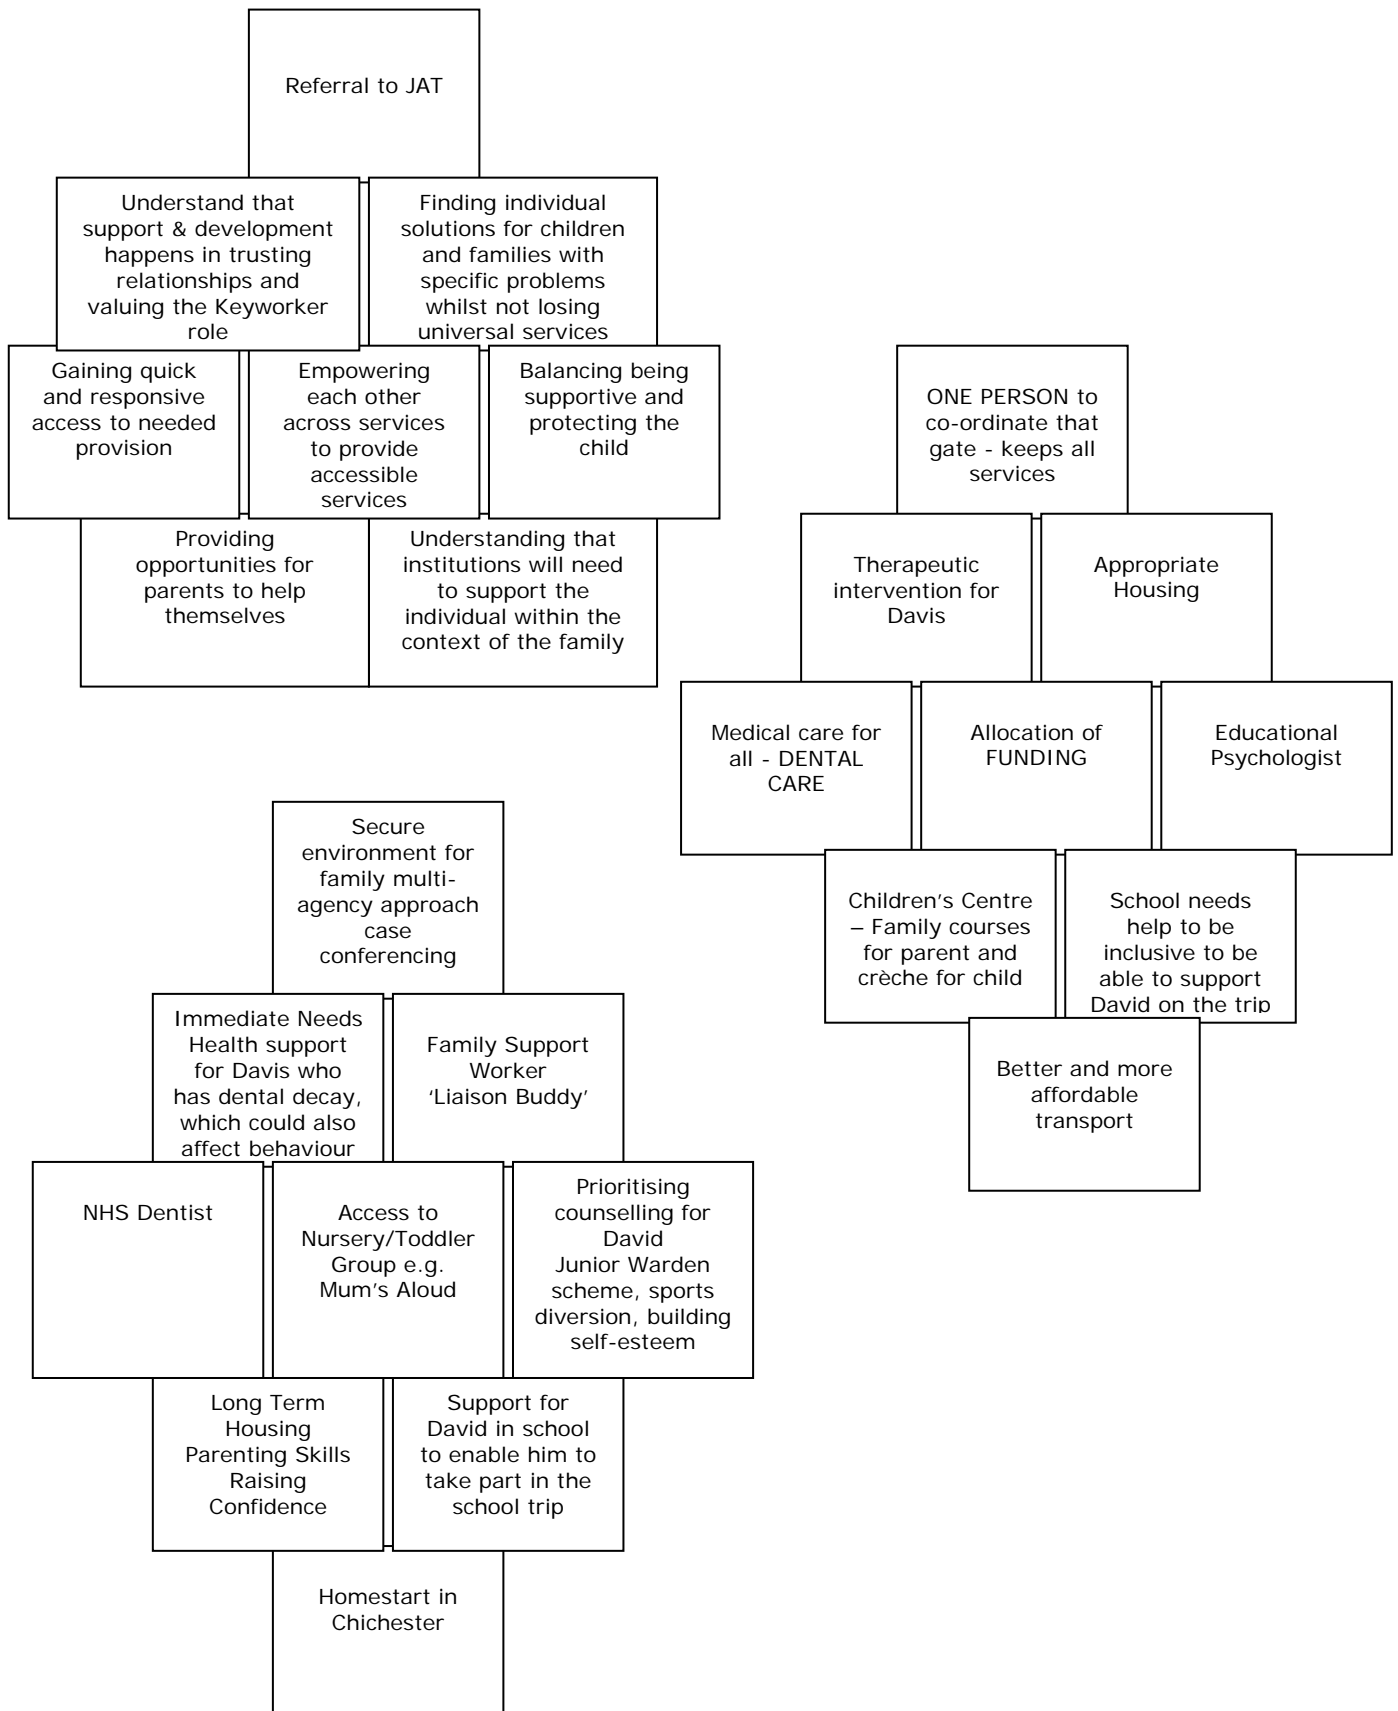 Referral to JAT
Understand that
support & development
happens in trusting
relationships and
valuing the Keyworker
role
Finding individual
solutions for children
and families with
specific problems
whilst not losing
universal services
Gaining quick
and responsive
access to needed
provision
Empowering
each other
across services
to provide
accessible
services
Balancing being
supportive and
protecting the
child
Providing
opportunities for
parents to help
themselves
Understanding that
institutions will need
to support the
individual within the
context of the family
ONE PERSON to
co-ordinate that
gate - keeps all
services
Therapeutic
intervention for
Davis
Appropriate
Housing
Medical care for
all - DENTAL
CARE
Allocation of
FUNDING
Educational
Psychologist
Children's Centre
– Family courses
for parent and
crèche for child
School needs
help to be
inclusive to be
able to support
David on the trip
Better and more
affordable
transport
Secure
environment for
family multi-
agency approach
case
conferencing
Immediate Needs
Health support
for Davis who
has dental decay,
which could also
affect behaviour
Family Support
Worker
‘Liaison Buddy’
NHS Dentist
Access to
Nursery/Toddler
Group e.g.
Mum’s Aloud
Prioritising
counselling for
David
Junior Warden
scheme, sports
diversion, building
self-esteem
Long Term
Housing
Parenting Skills
Raising
Confidence
Support for
David in school
to enable him to
take part in the
school trip
Homestart in
Chichester